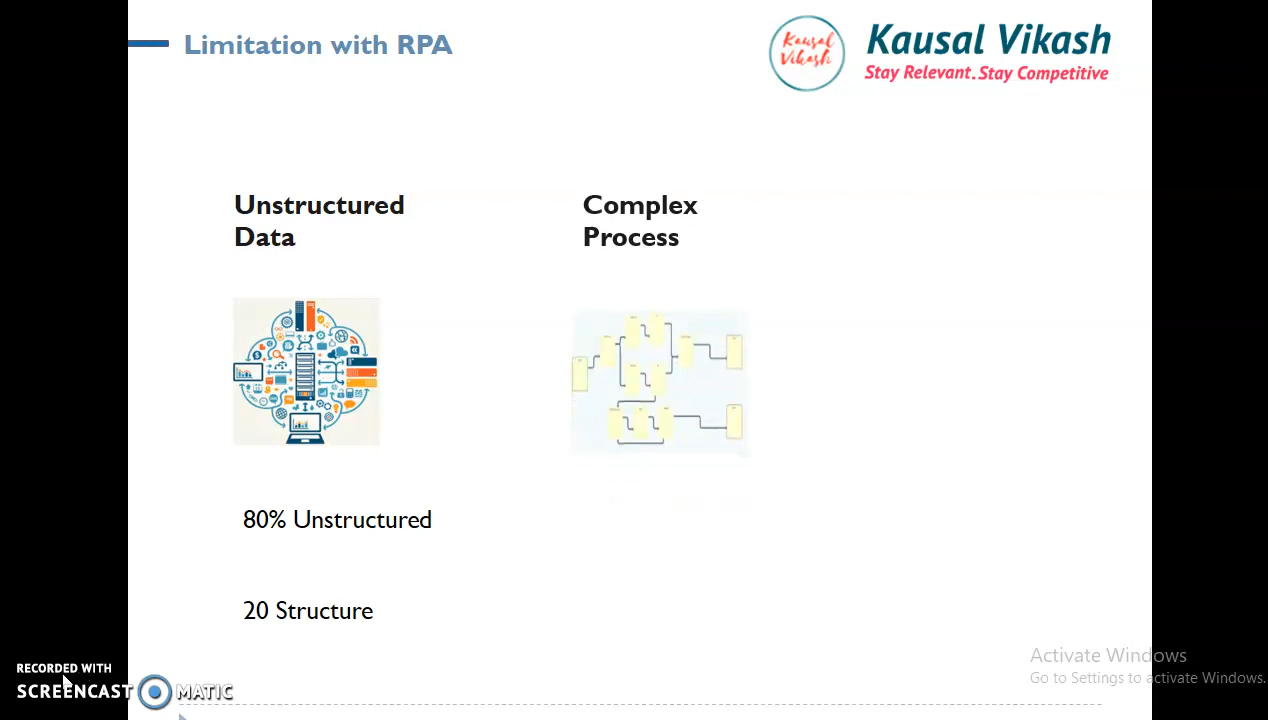 Limitation with RPA
Kausal
Vikash
Kausal Vikash
Stay Relevant. Stay Competitive
Unstructured
Data
Complex
Process
80% Unstructured
20 Structure
Activate Windows
Go to Settings to activate Windows.
RECORDED WITH
SCREENCAST MATIC